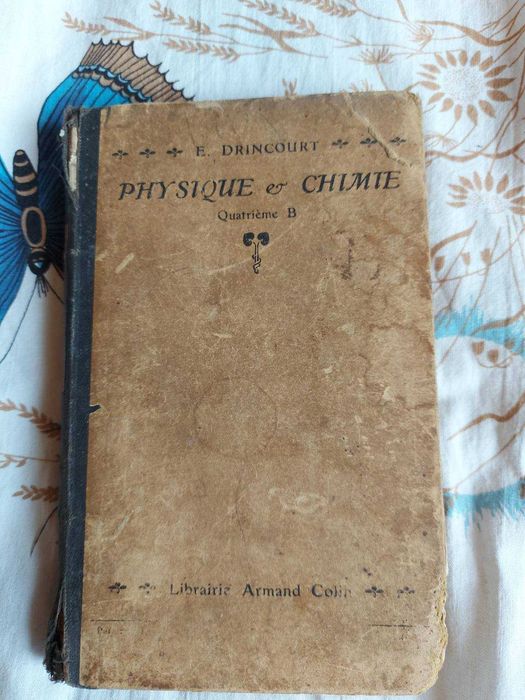 E. DRINCOURT
PHYSIQUE & CHIMIE
Quatrième B
Librairie Armand Colin